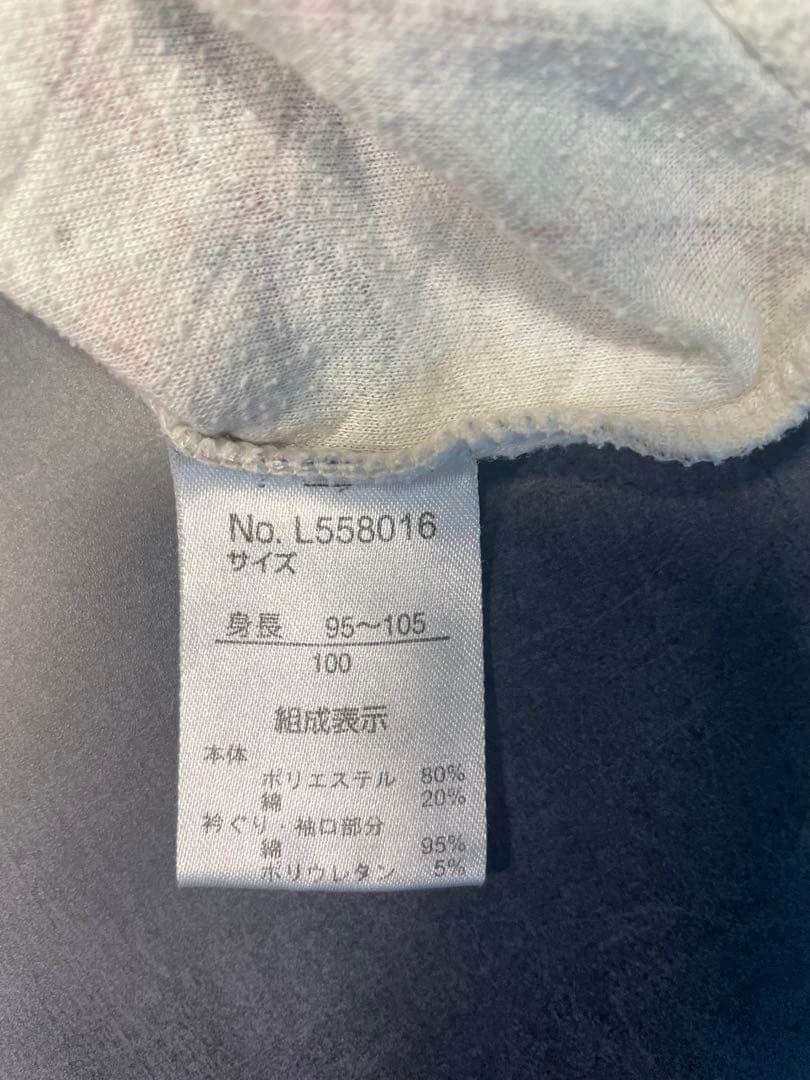 No. L558016
サイズ
身長 95～105
100
組成表示
本体
ポリエステル 80%
綿 20%
衿ぐり・袖口部分
綿 95%
ポリウレタン 5%